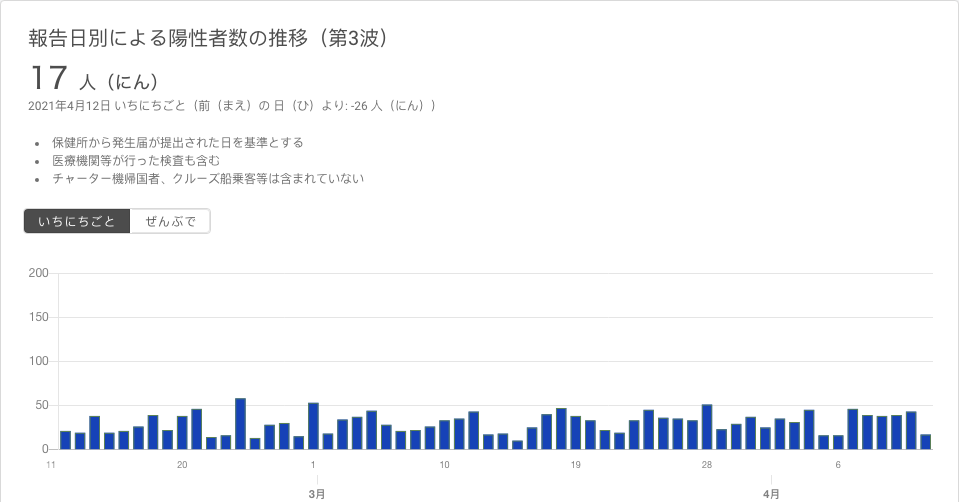 報告日別による陽性者数の推移（第3波）
17 人（にん）
2021年4月12日 いちにちごと（前（まえ）の 日（ひ）より: -26 人（にん））
• 保健所から発生届が提出された日を基準とする
• 医療機関等が行った検査も含む
• チャーター機帰国者、クルーズ船乗客等は含まれていない
いちにちごと ぜんぶで
200
150
100
50
0
11 20 1 10 19 28 6
3月 4月